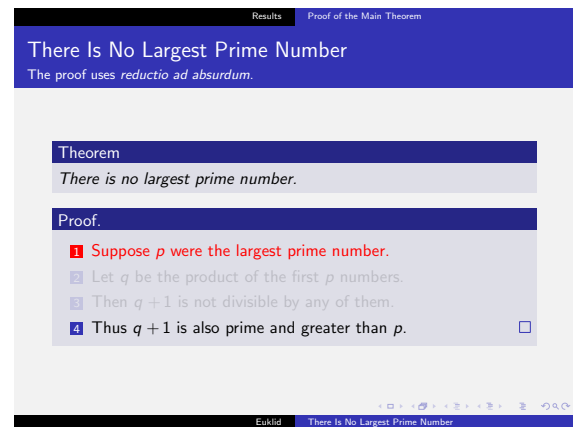 Results Proof of the Main Theorem
There Is No Largest Prime Number
The proof uses reductio ad absurdum.
Theorem
There is no largest prime number.
Proof.
1 Suppose p were the largest prime number.
2 Let q be the product of the first p numbers.
3 Then q + 1 is not divisible by any of them.
4 Thus q + 1 is also prime and greater than p. □
Euklid There Is No Largest Prime Number